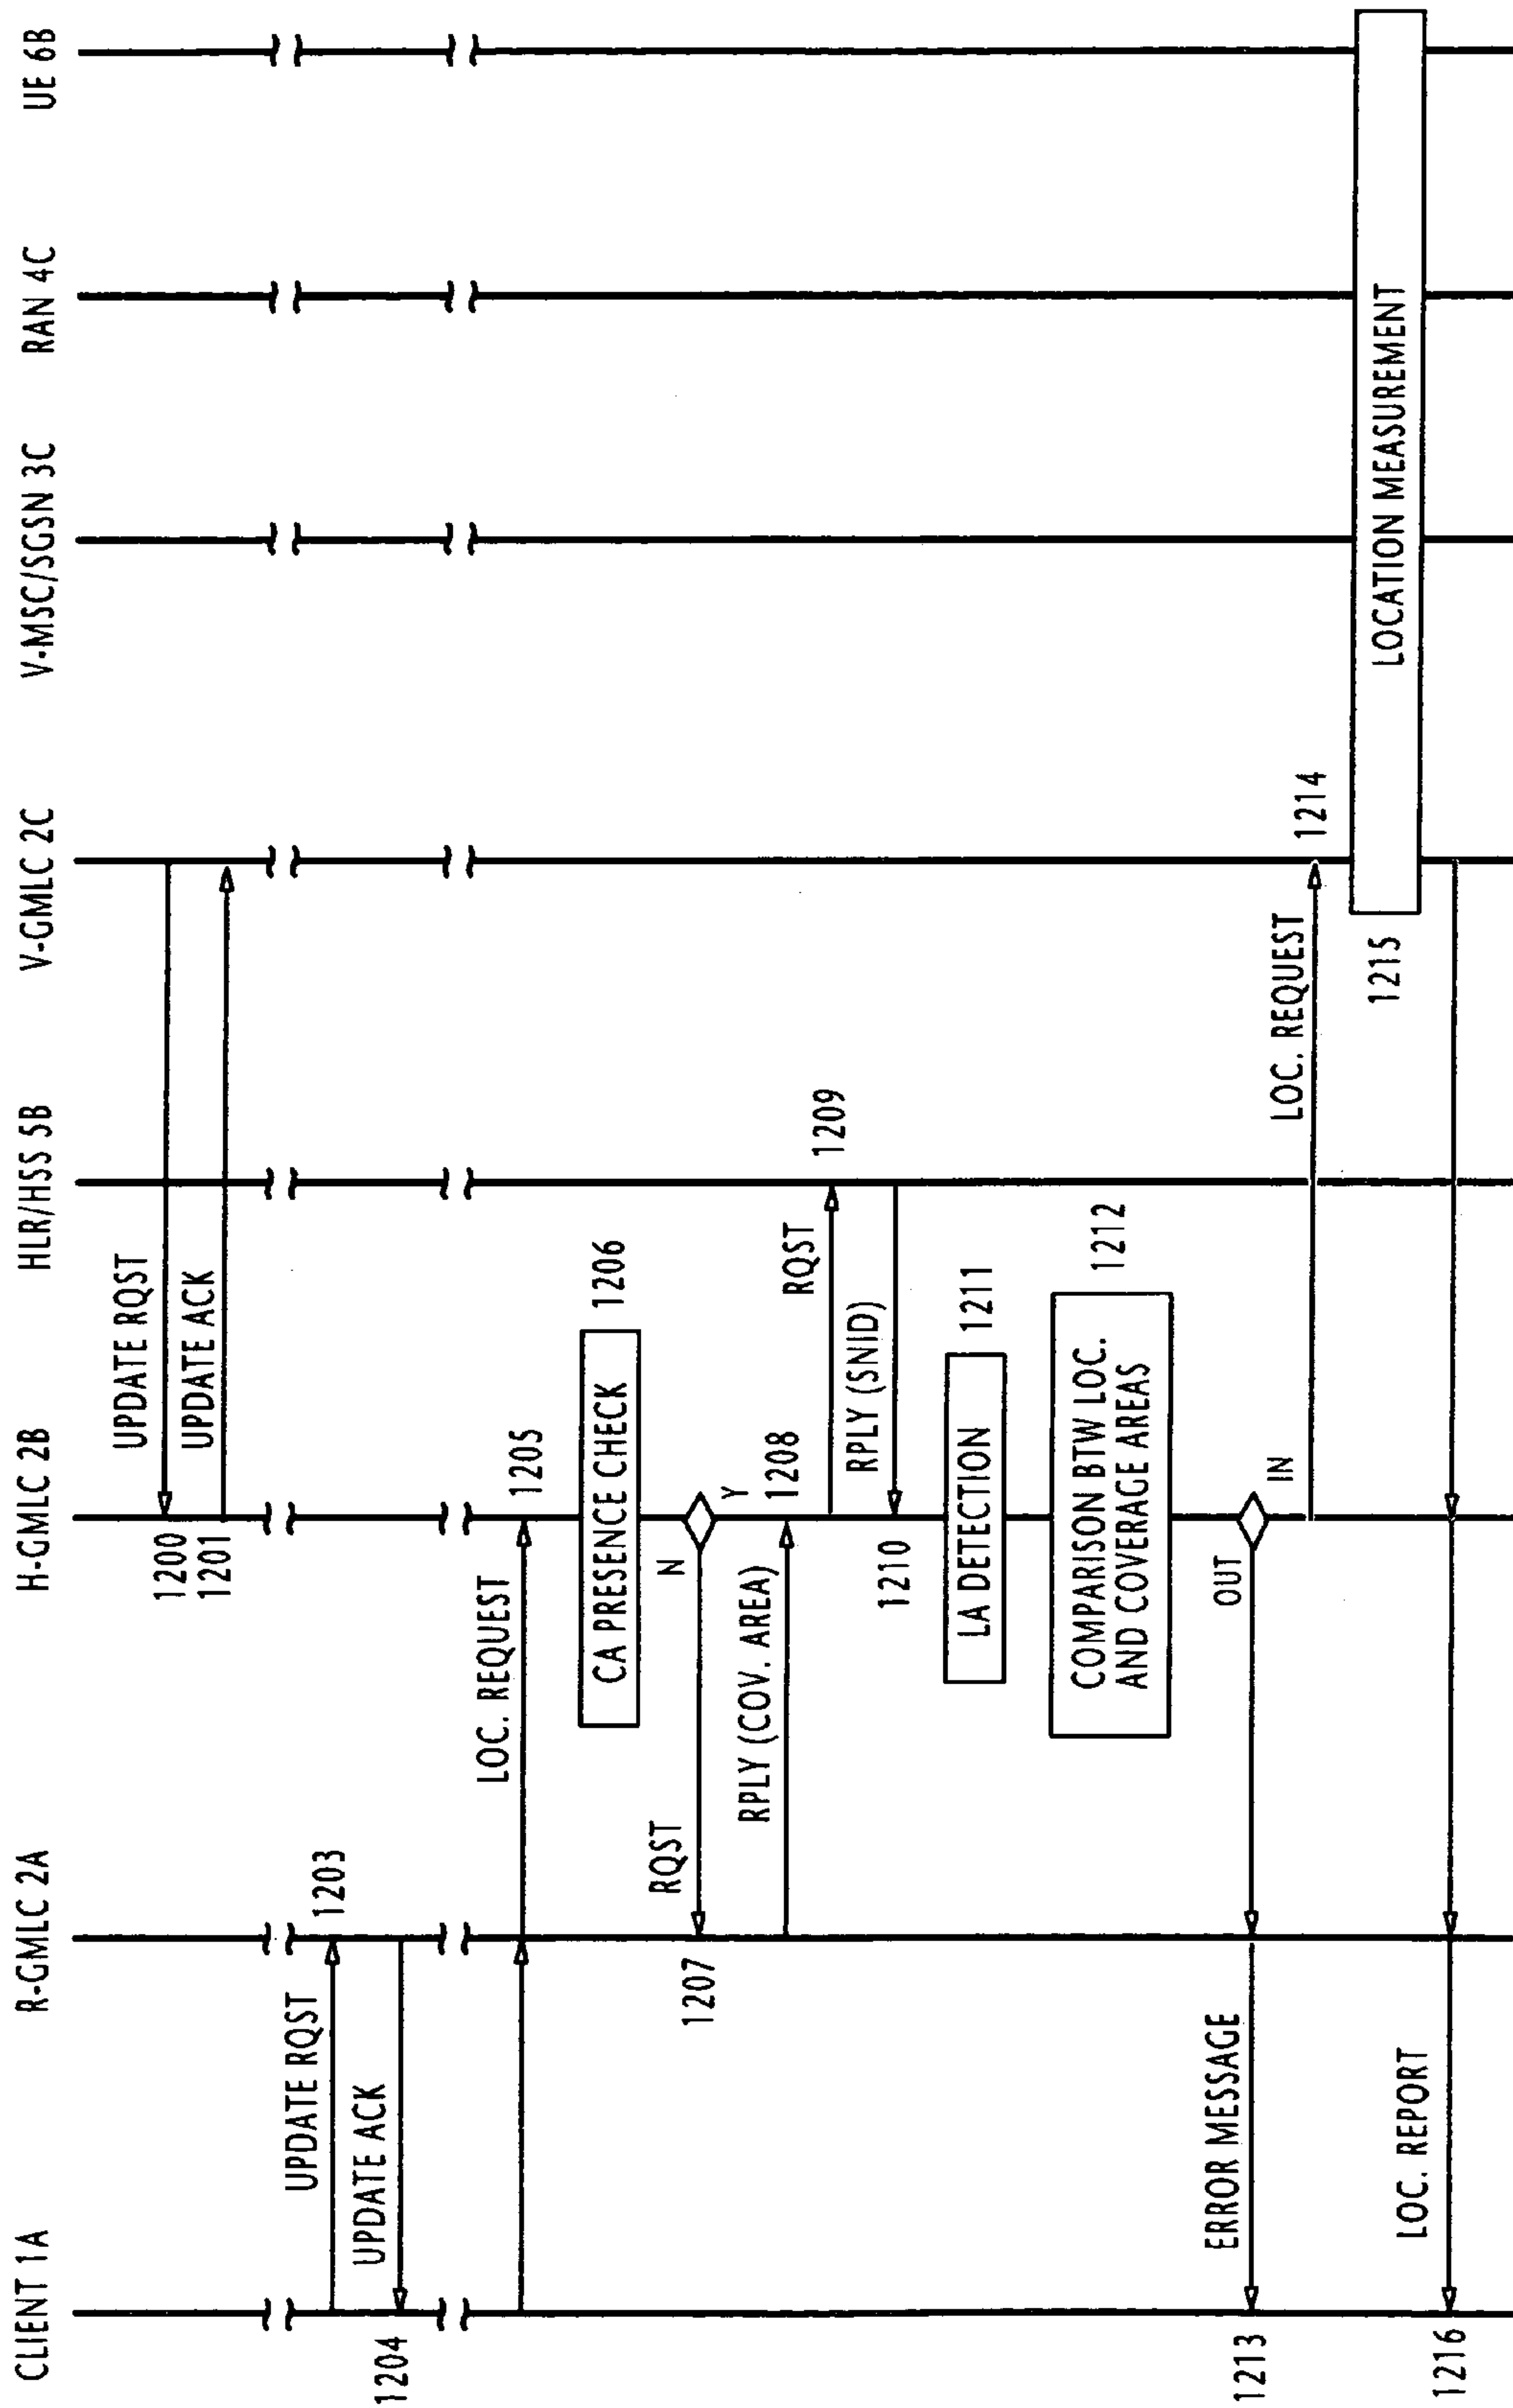 CLIENT 1A
R-GMLC 2A
H-GMLC 2B
HLR/HSS 5B
V-GMLC 2C
V-MSC/SGSN 3C
RAN 4C
UE 6B
UPDATE RQST
1200
UPDATE ACK
1201
UPDATE RQST
1203
UPDATE ACK
1204
LOC. REQUEST
1205
CA PRESENCE CHECK
1206
N
Y
RQST
1207
RPLY (COV. AREA)
1208
RQST
1209
RPLY (SNID)
1210
LA DETECTION
1211
COMPARISON BTW LOC.
AND COVERAGE AREAS
1212
OUT
IN
ERROR MESSAGE
1213
LOC. REQUEST
1214
LOCATION MEASUREMENT
1215
LOC. REPORT
1216